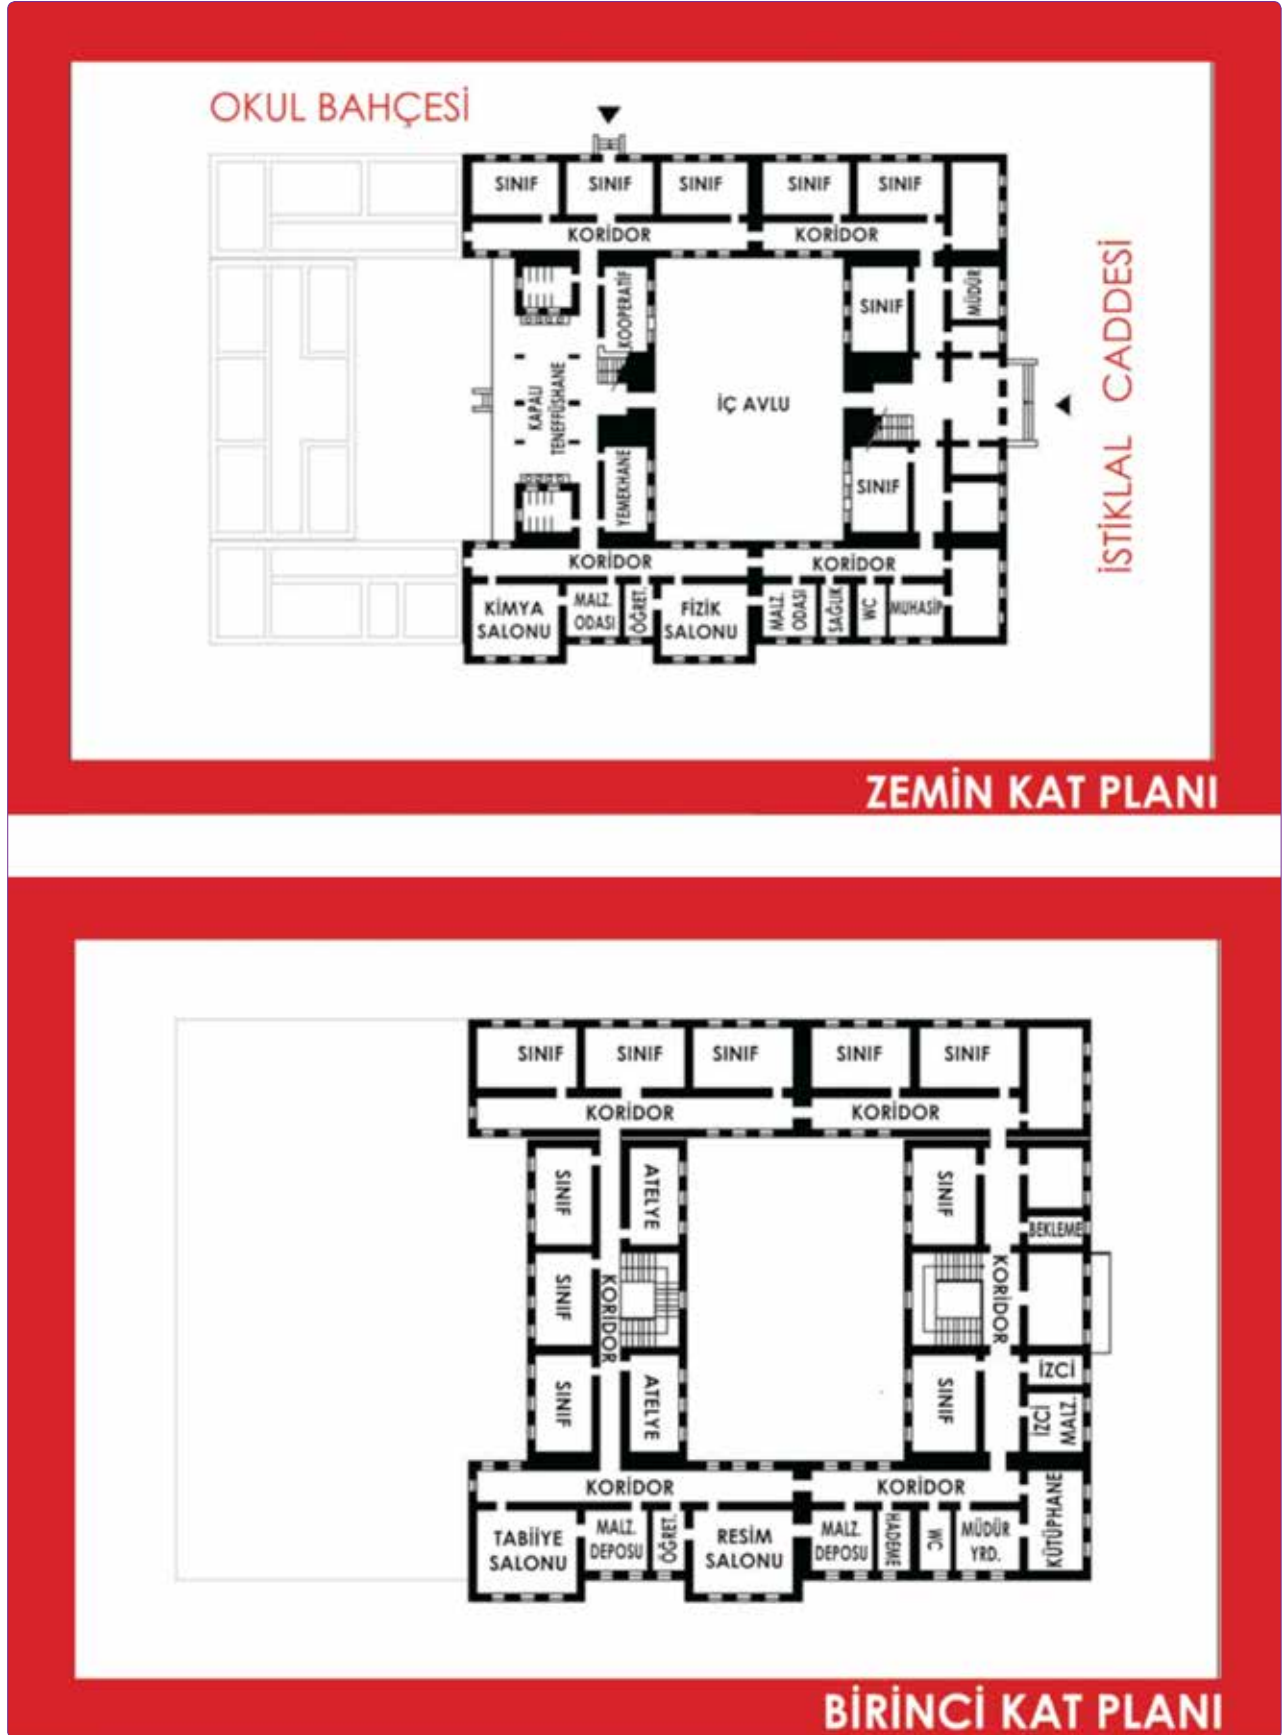 OKUL BAHÇESİ
SINIF
SINIF
SINIF
SINIF
SINIF
KORİDOR
KORİDOR
KOOPERATİF
SINIF
MÜDÜR
İSTİKLAL CADDESİ
KAPALI
TENEFFÜSHANE
İÇ AVLU
YEMEKHANE
SINIF
KORİDOR
KORİDOR
KİMYA
SALONU
MALZ.
ODASI
ÖĞRET.
FİZİK
SALONU
MALZ.
ODASI
SAĞLIK
WC
MUHASİP
ZEMİN KAT PLANI
SINIF
SINIF
SINIF
SINIF
SINIF
KORİDOR
KORİDOR
SINIF
ATELYE
SINIF
BEKLEME
SINIF
KORİDOR
KORİDOR
SINIF
ATELYE
SINIF
İZCİ
İZCİ
MALZ.
KORİDOR
KORİDOR
TABİİYE
SALONU
MALZ.
DEPOSU
ÖĞRET.
RESİM
SALONU
MALZ.
DEPOSU
HADEME
WC
MÜDÜR
YRD.
KÜTÜPHANE
BİRİNCİ KAT PLANI